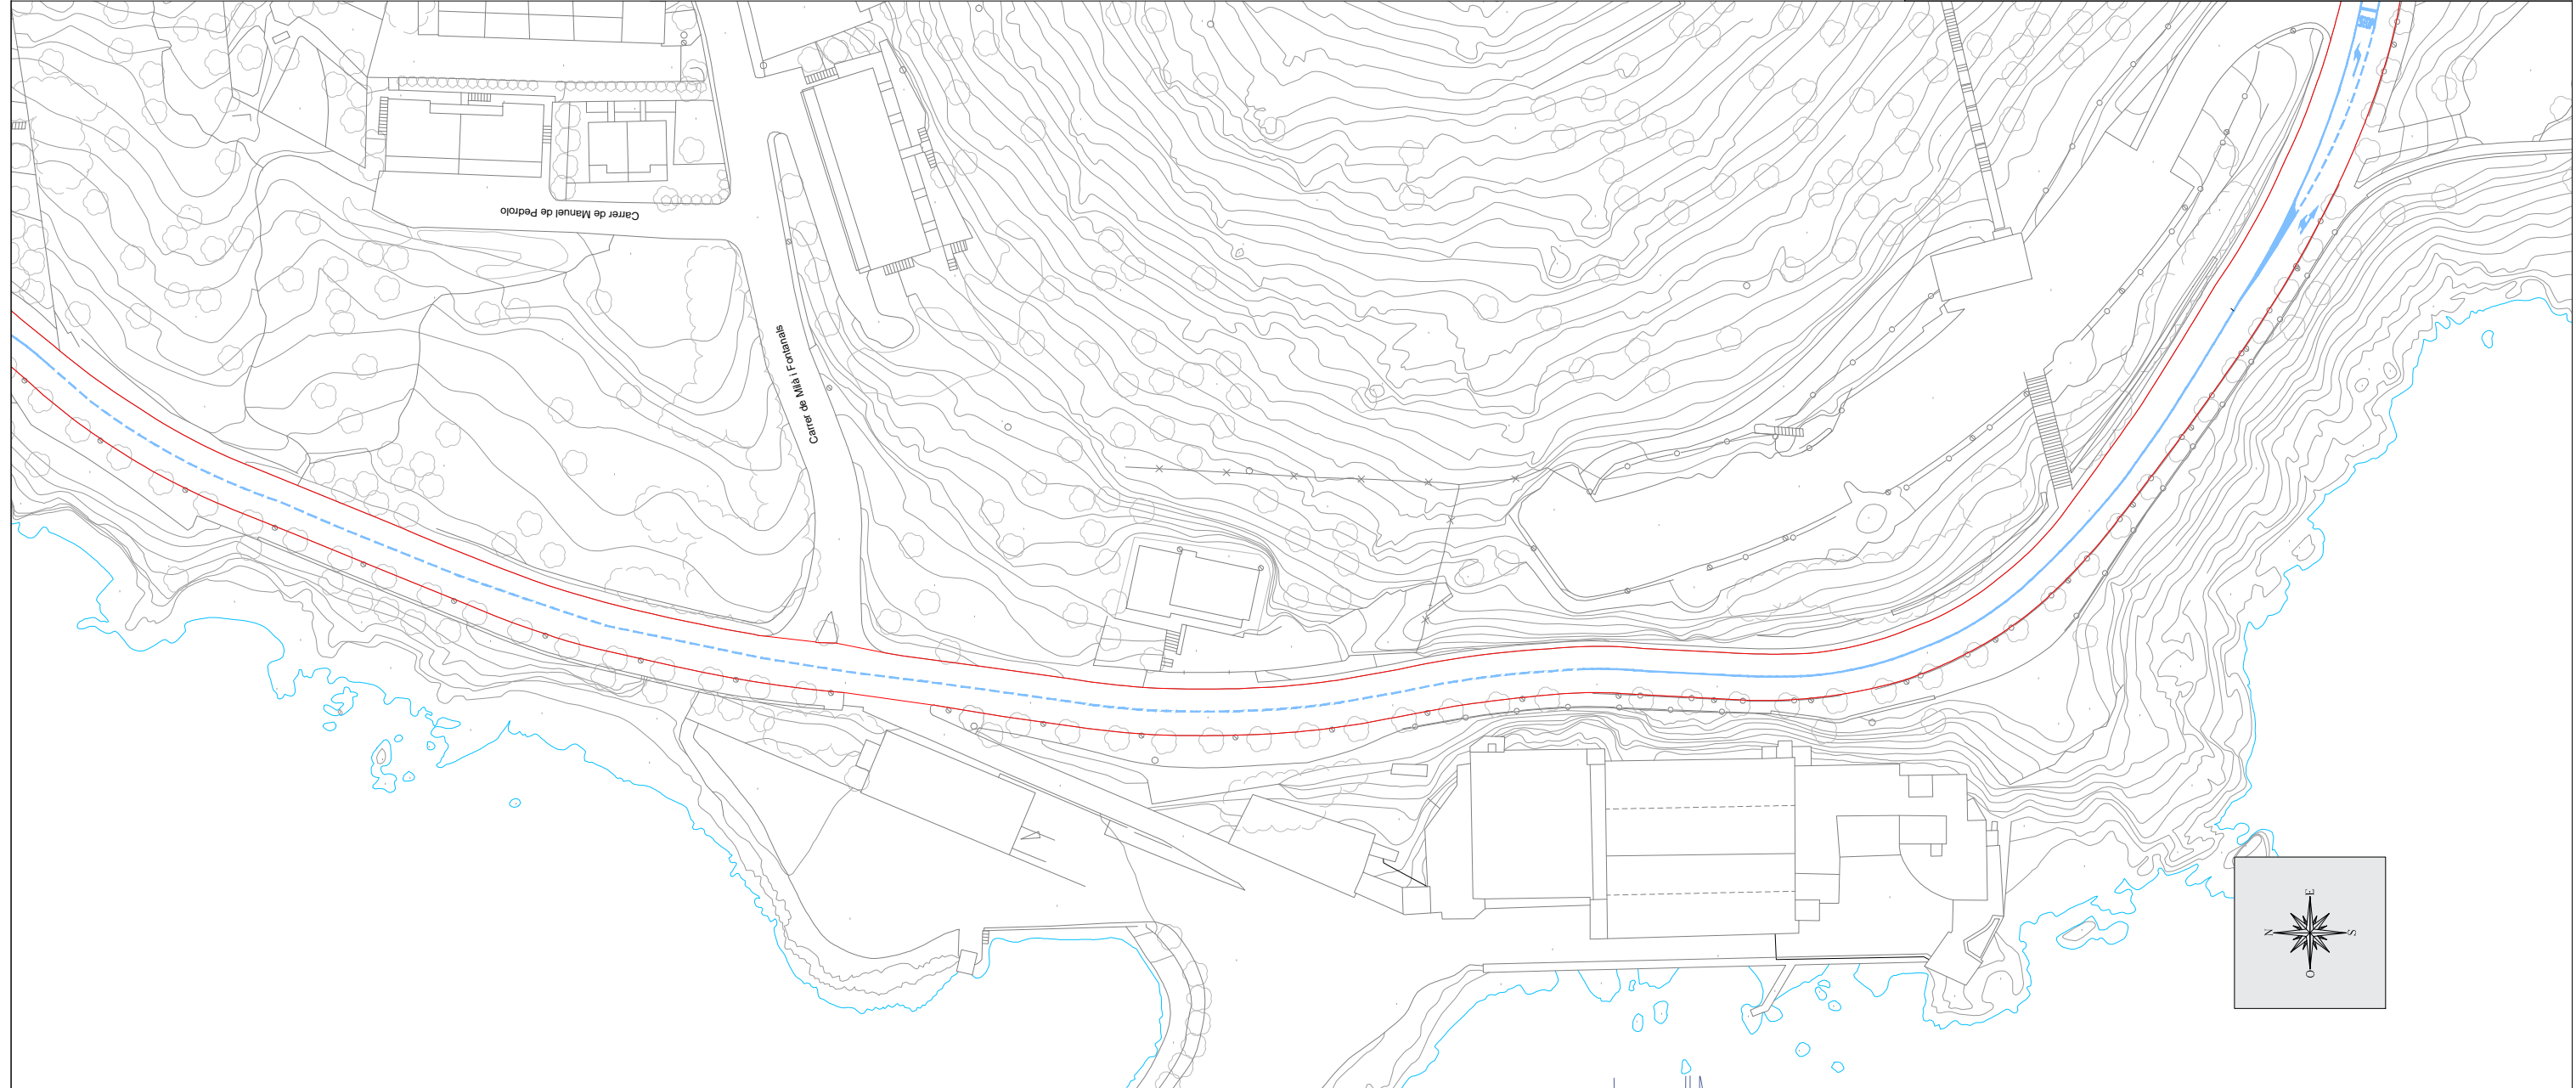 Carrer de Manuel de Pedrolo
Carrer de Milà i Fontanals
E
N
S
O